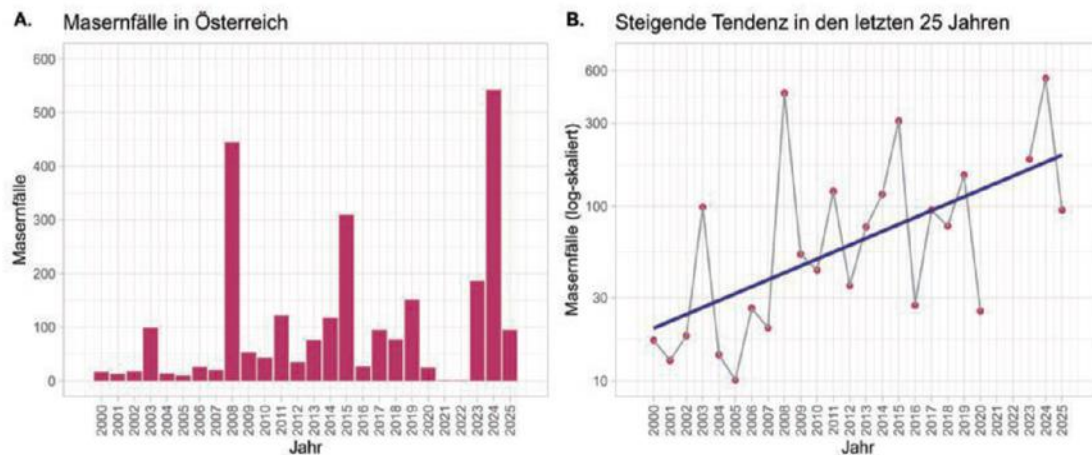 A. Masernfälle in Österreich
Masernfälle
600
500
400
300
200
100
0
2000 2001 2002 2003 2004 2005 2006 2007 2008 2009 2010 2011 2012 2013 2014 2015 2016 2017 2018 2019 2020 2021 2022 2023 2024 2025
Jahr
B. Steigende Tendenz in den letzten 25 Jahren
Masernfälle (log-skaliert)
600
300
100
30
10
2000 2001 2002 2003 2004 2005 2006 2007 2008 2009 2010 2011 2012 2013 2014 2015 2016 2017 2018 2019 2020 2021 2022 2023 2024 2025
Jahr